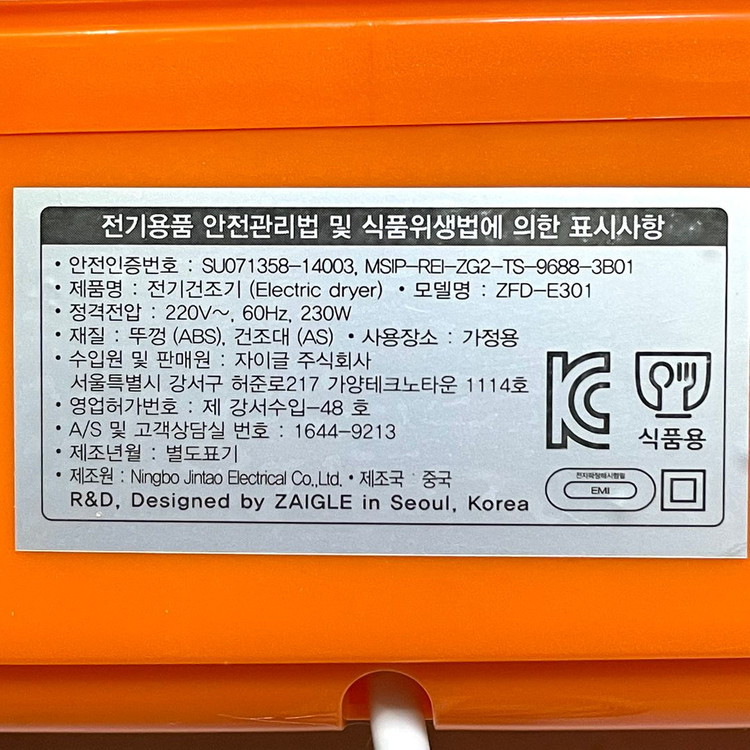 전기용품 안전관리법 및 식품위생법에 의한 표시사항
• 안전인증번호 : SU071358-14003, MSIP-REI-ZG2-TS-9688-3B01
• 제품명 : 전기건조기 (Electric dryer) • 모델명 : ZFD-E301
• 정격전압 : 220V~, 60Hz, 230W
• 재질 : 뚜껑 (ABS), 건조대 (AS) • 사용장소 : 가정용
• 수입원 및 판매원 : 자이글 주식회사
서울특별시 강서구 허준로217 가양테크노타운 1114호
• 영업허가번호 : 제 강서수입-48 호
• A/S 및 고객상담실 번호 : 1644-9213
• 제조년월 : 별도표기
• 제조원 : Ningbo Jintao Electrical Co.,Ltd. • 제조국 : 중국
R&D, Designed by ZAIGLE in Seoul, Korea
식품용
EMI